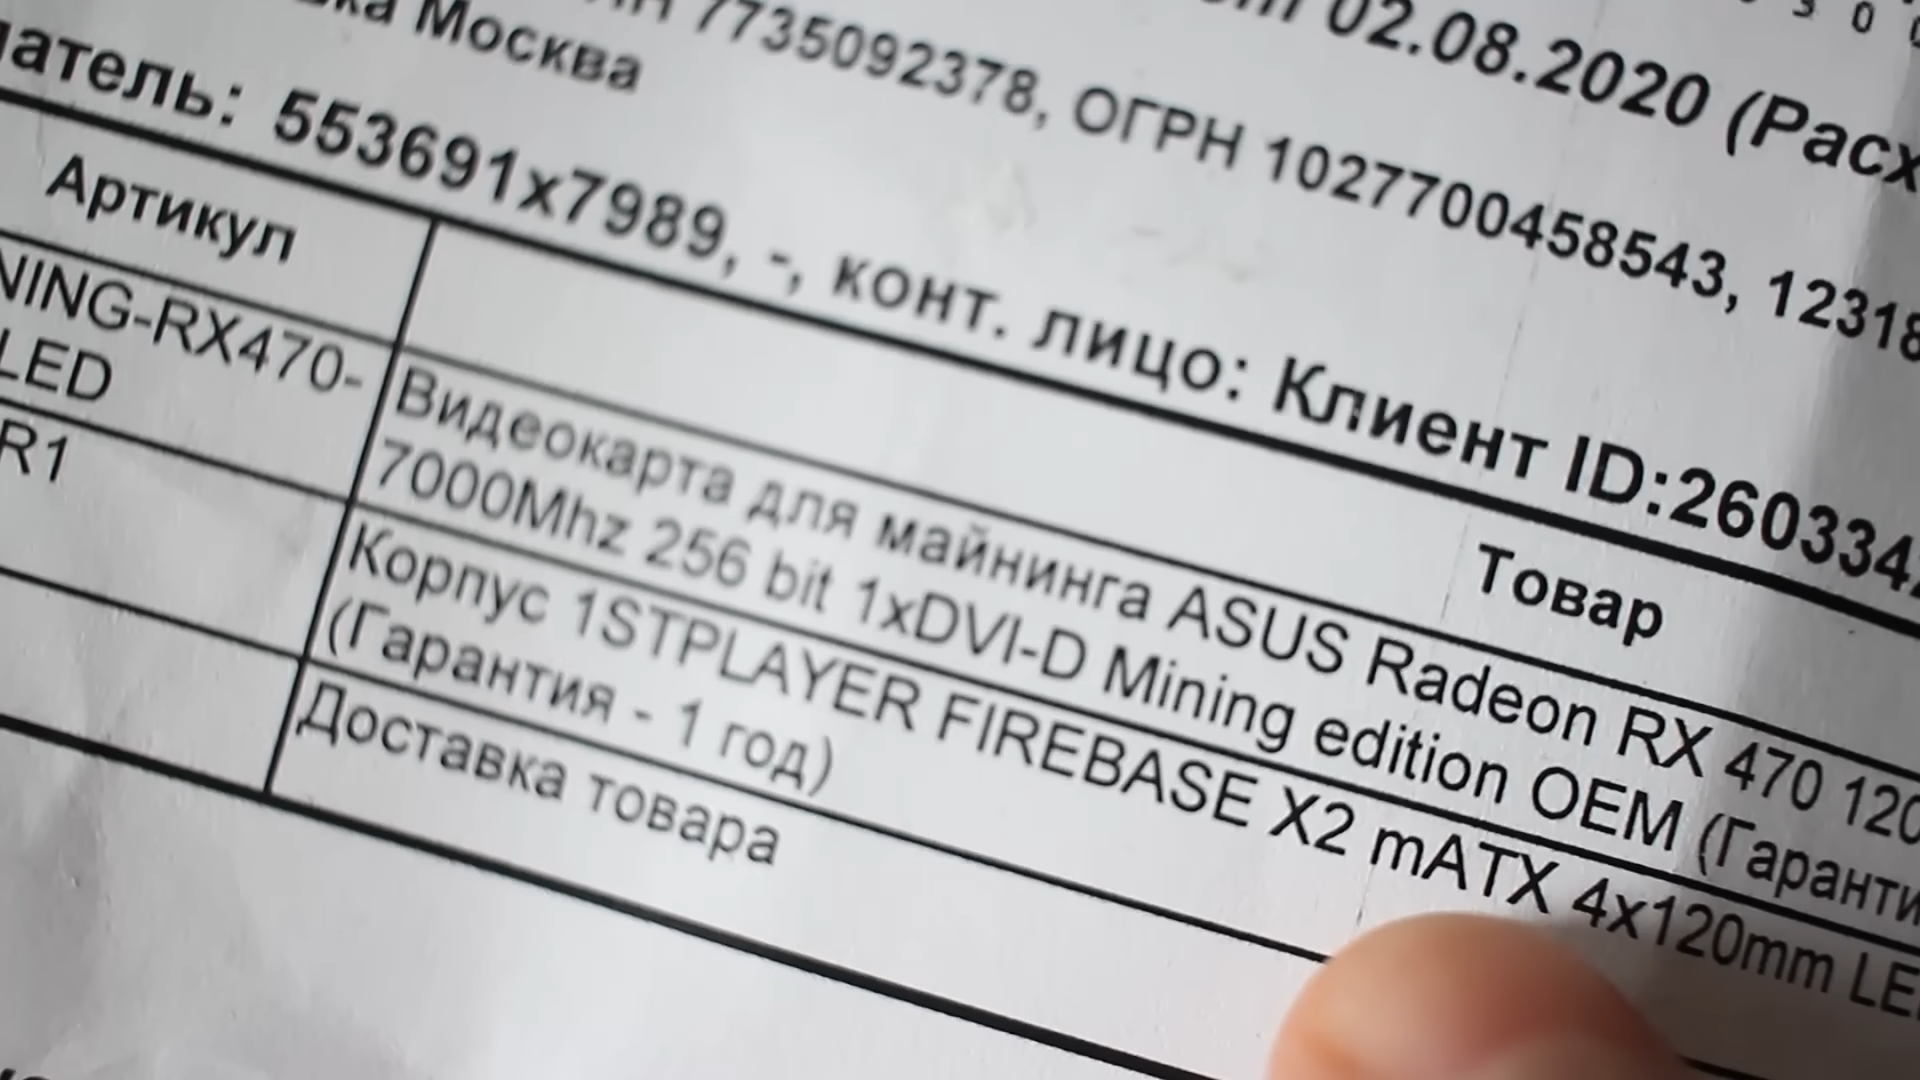 02.08.2020 (Расх
7735092378, ОГРН 1027700458543, 12318
Москва
атель: 553691х7989, -, конт. лицо: Клиент ID:260334
Артикул
Товар
NING-RX470-
LED
Видеокарта для майнинга ASUS Radeon RX 470 120
7000Mhz 256 bit 1xDVI-D Mining edition OEM (Гаранти
R1
Корпус 1STPLAYER FIREBASE X2 mATX 4x120mm LE
(Гарантия - 1 год)
Доставка товара